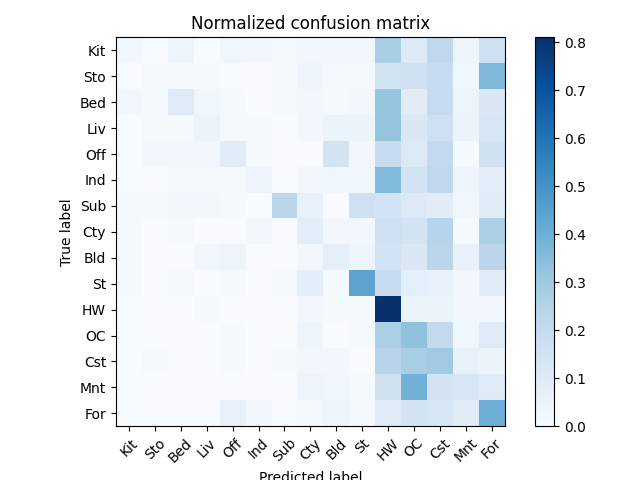 Normalized confusion matrix
True label
Kit
Sto
Bed
Liv
Off
Ind
Sub
Cty
Bld
St
HW
OC
Cst
Mnt
For
Kit Sto Bed Liv Off Ind Sub Cty Bld St HW OC Cst Mnt For
Predicted label
0.8
0.7
0.6
0.5
0.4
0.3
0.2
0.1
0.0